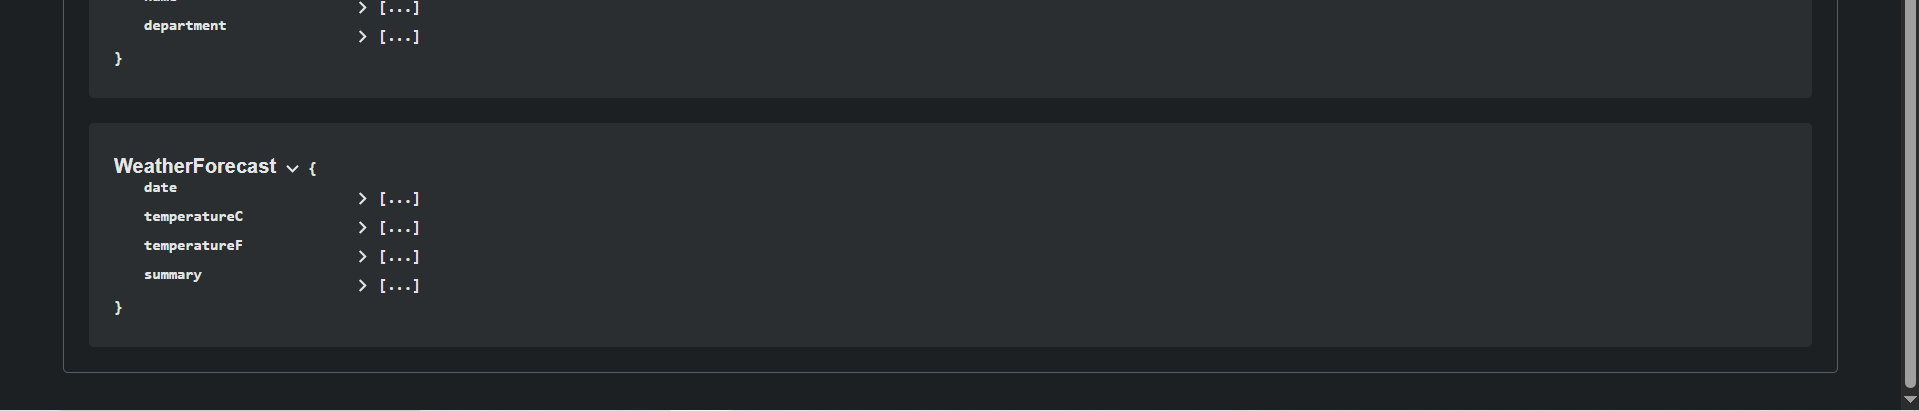 [...]
department [...]
}
WeatherForecast {
date [...]
temperatureC [...]
temperatureF [...]
summary [...]
}